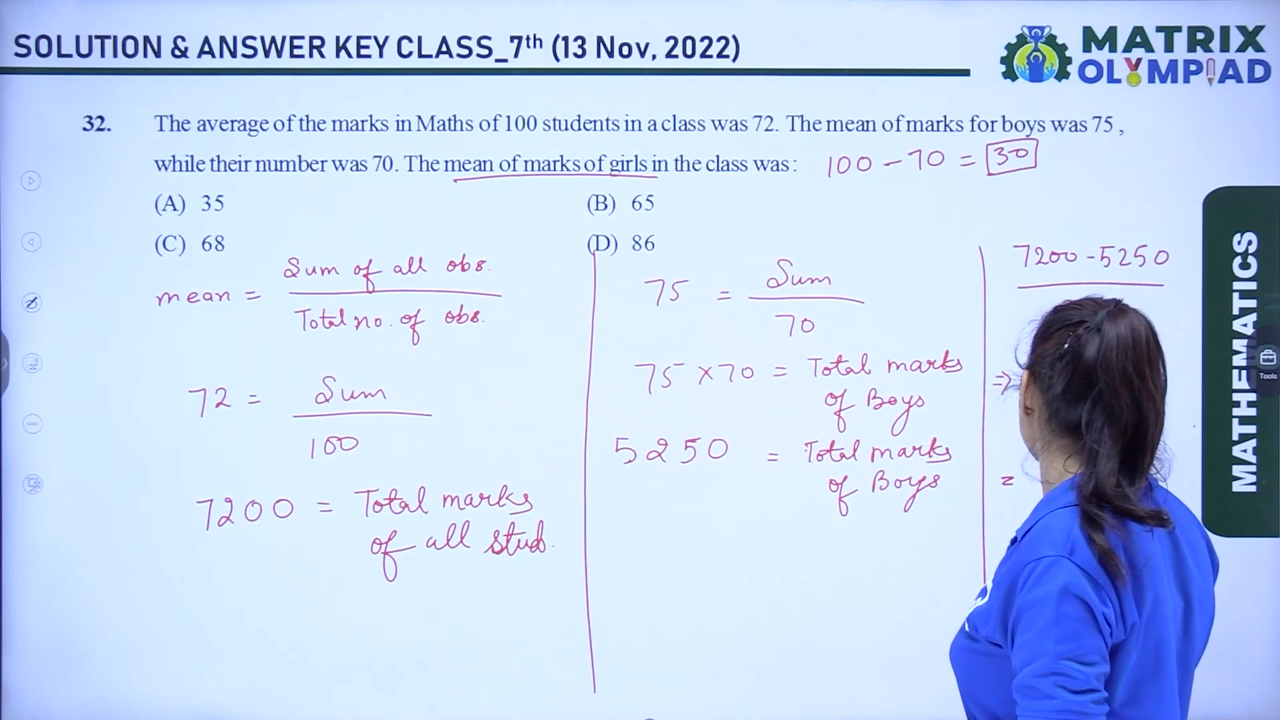 SOLUTION & ANSWER KEY CLASS_7th (13 Nov, 2022)
MATRIX
OLYMPIAD
32. The average of the marks in Maths of 100 students in a class was 72. The mean of marks for boys was 75 ,
while their number was 70. The mean of marks of girls in the class was : 100 - 70 = 30
(A) 35 (B) 65
(C) 68 (D) 86
mean = Sum of all obs.
Total no. of obs.
72 = Sum
100
7200 = Total marks
of all stud.
75 = Sum
70
75 × 70 = Total marks
of Boys
5250 = Total marks
of Boys
7200 - 5250
⇒
=
MATHEMATICS
Tools